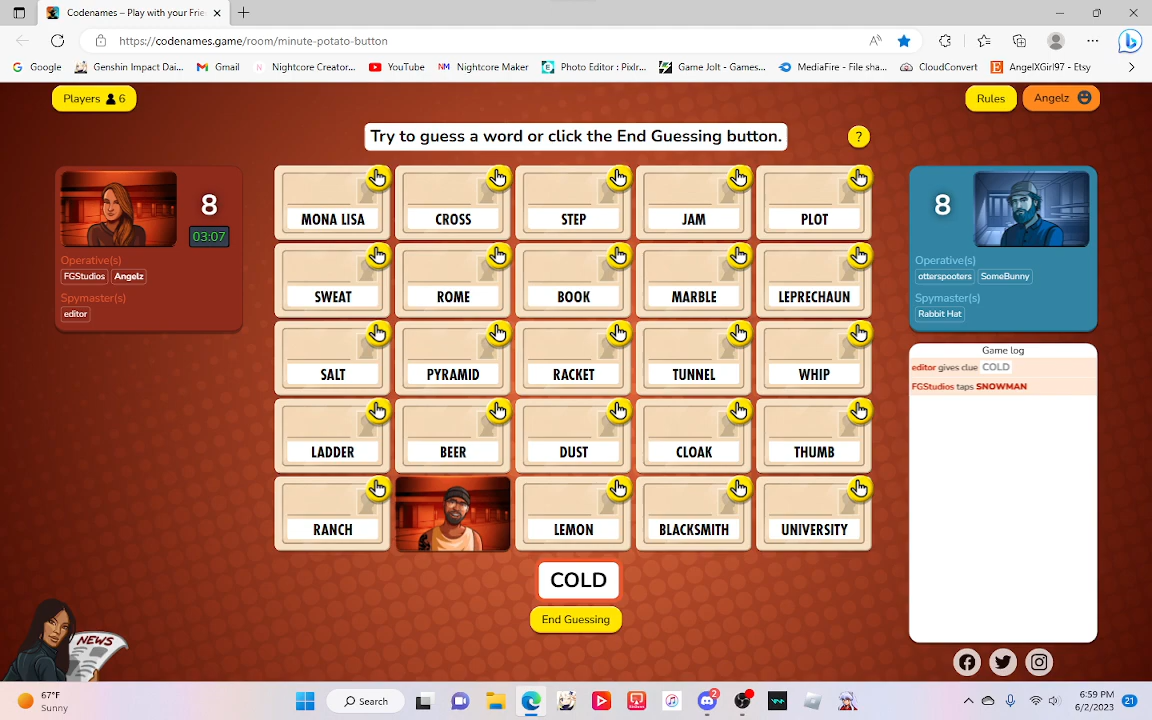 Codenames – Play with your Frie
https://codenames.game/room/minute-potato-button
Google Genshin Impact Dai... Gmail Nightcore Creator... YouTube NM Nightcore Maker Photo Editor : Pixlr... Game Jolt - Games... MediaFire - File sha... CloudConvert AngelXGirl97 - Etsy
Players 6
Rules
Angelz
Try to guess a word or click the End Guessing button.
?
8
03:07
Operative(s)
FGStudios Angelz
Spymaster(s)
editor
MONA LISA CROSS STEP JAM PLOT
SWEAT ROME BOOK MARBLE LEPRECHAUN
SALT PYRAMID RACKET TUNNEL WHIP
LADDER BEER DUST CLOAK THUMB
RANCH LEMON BLACKSMITH UNIVERSITY
COLD
End Guessing
8
Operative(s)
otterspooters SomeBunny
Spymaster(s)
Rabbit Hat
Game log
editor gives clue COLD
FGStudios taps SNOWMAN
NEWS
67°F
Sunny
Search
2
6:59 PM
6/2/2023
21